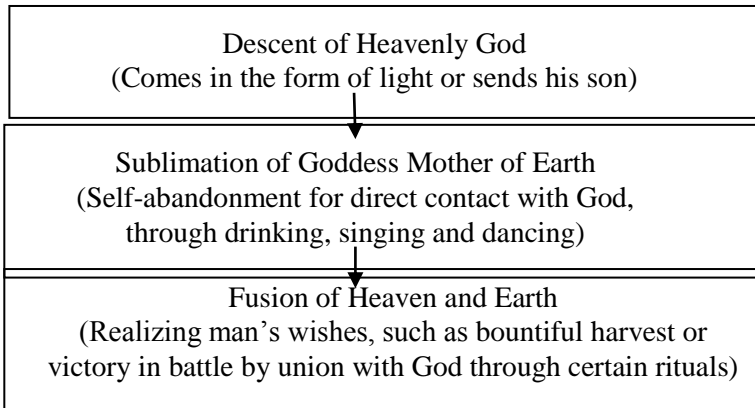 Descent of Heavenly God
(Comes in the form of light or sends his son)
Sublimation of Goddess Mother of Earth
(Self-abandonment for direct contact with God,
through drinking, singing and dancing)
Fusion of Heaven and Earth
(Realizing man’s wishes, such as bountiful harvest or
victory in battle by union with God through certain rituals)